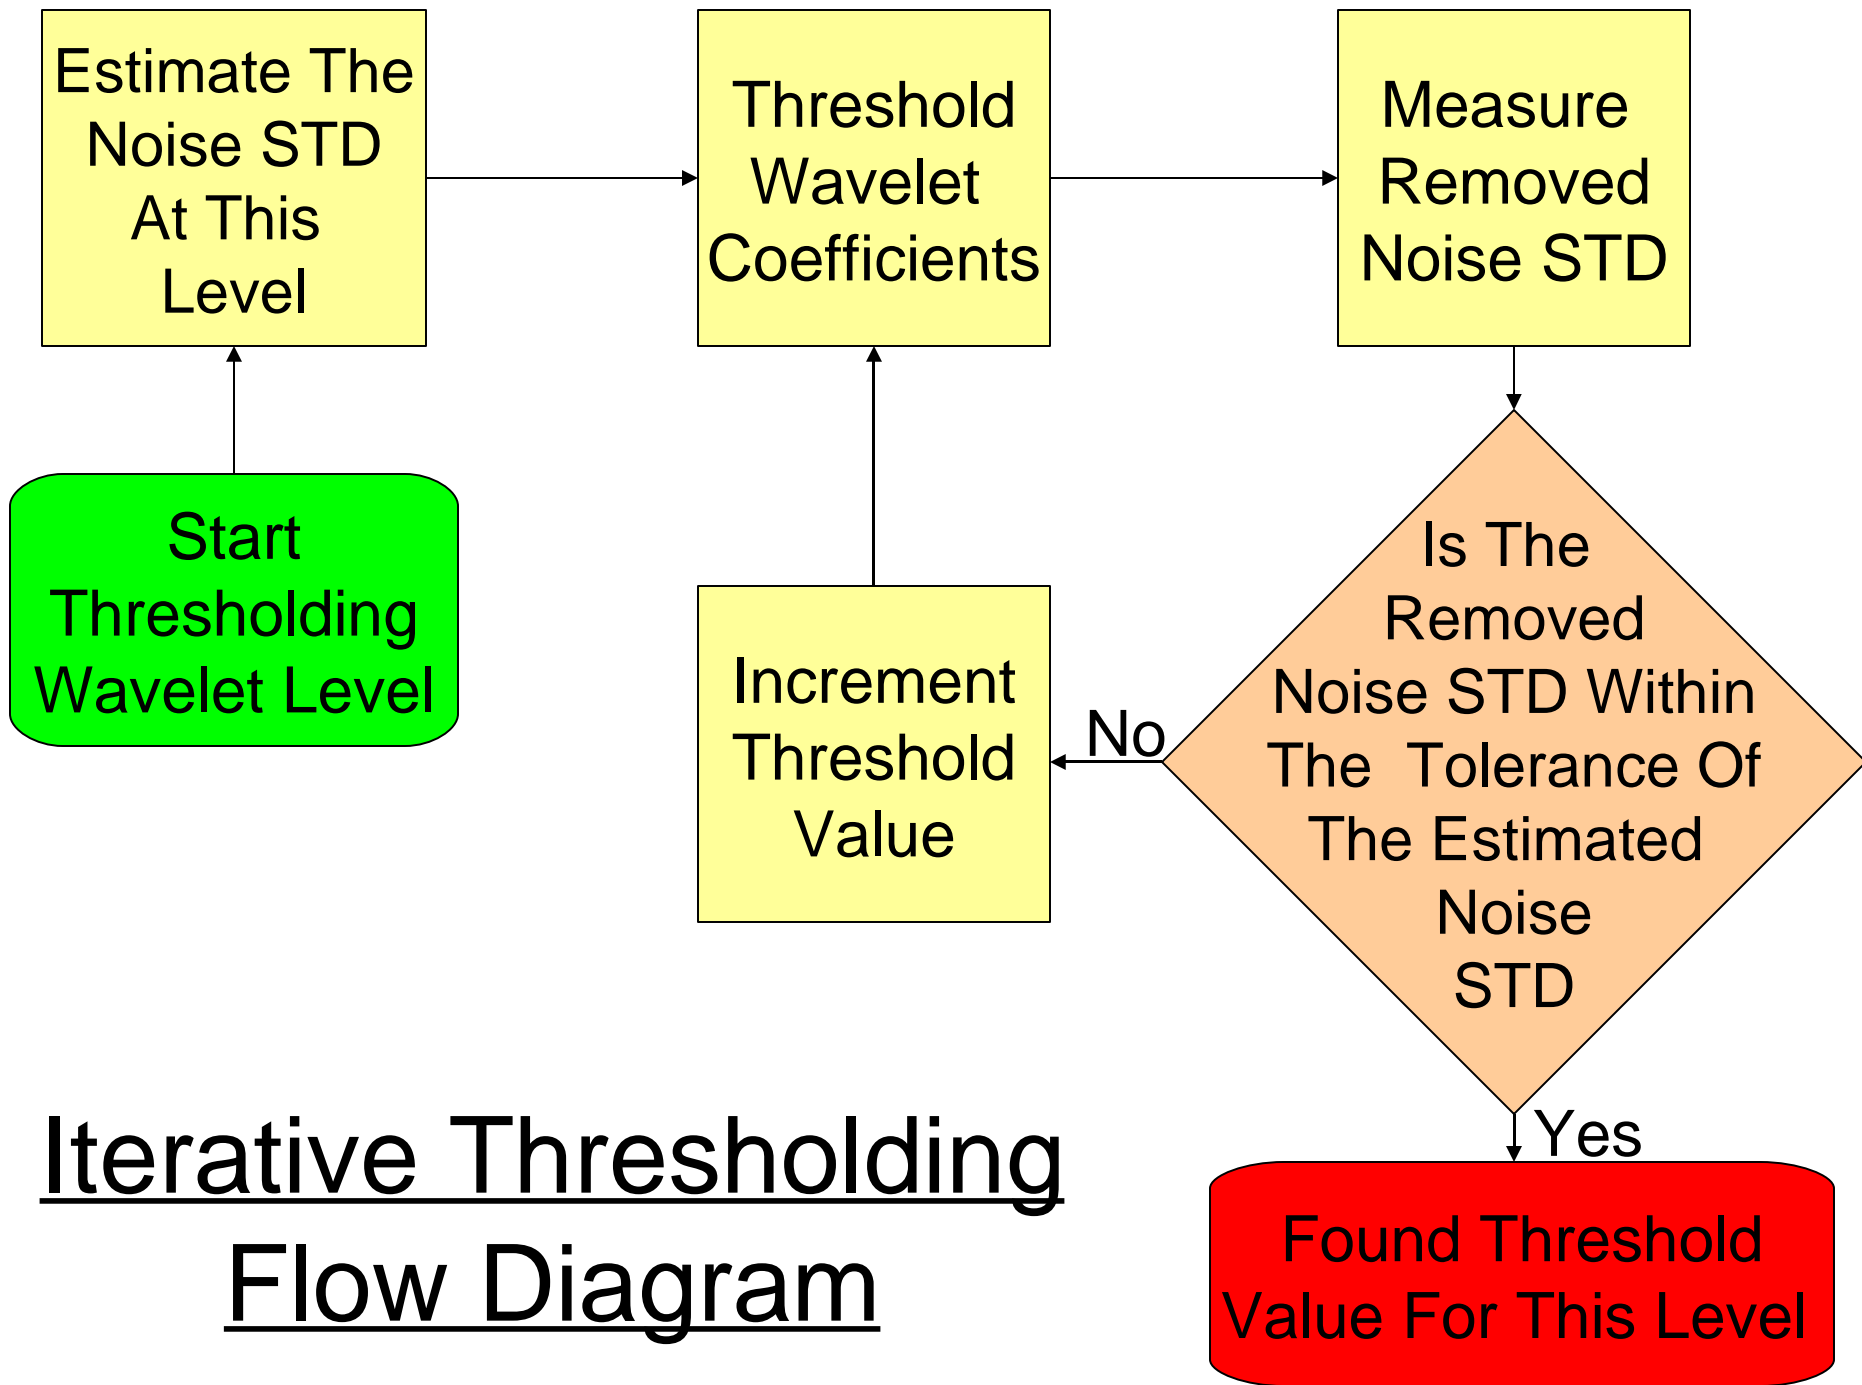 Estimate The
Noise STD
At This
Level
Threshold
Wavelet
Coefficients
Measure
Removed
Noise STD
Start
Thresholding
Wavelet Level
Increment
Threshold
Value
No
Is The
Removed
Noise STD Within
The Tolerance Of
The Estimated
Noise
STD
Yes
Found Threshold
Value For This Level
Iterative Thresholding
Flow Diagram